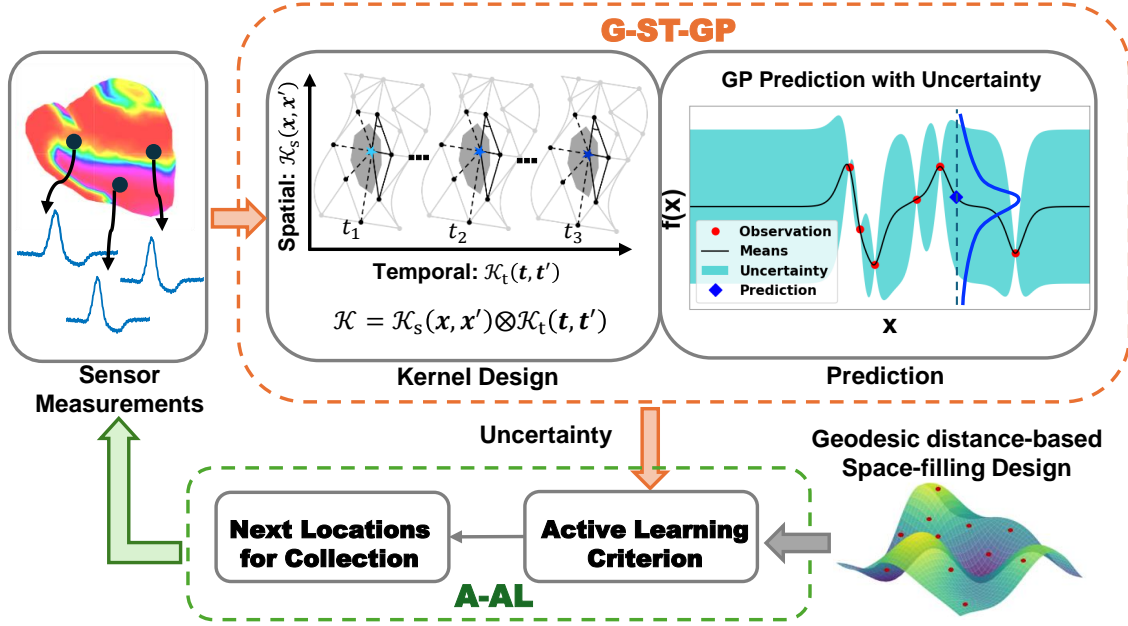 G-ST-GP
Spatial: 𝒦ₛ(𝒙, 𝒙′)
t₁
t₂
t₃
Temporal: 𝒦ₜ(𝒕, 𝒕′)
𝒦 = 𝒦ₛ(𝒙, 𝒙′)⊗𝒦ₜ(𝒕, 𝒕′)
Kernel Design
GP Prediction with Uncertainty
f(x)
Observation
Means
Uncertainty
Prediction
x
Prediction
Sensor
Measurements
Uncertainty
Geodesic distance-based
Space-filling Design
Next Locations
for Collection
Active Learning
Criterion
A-AL